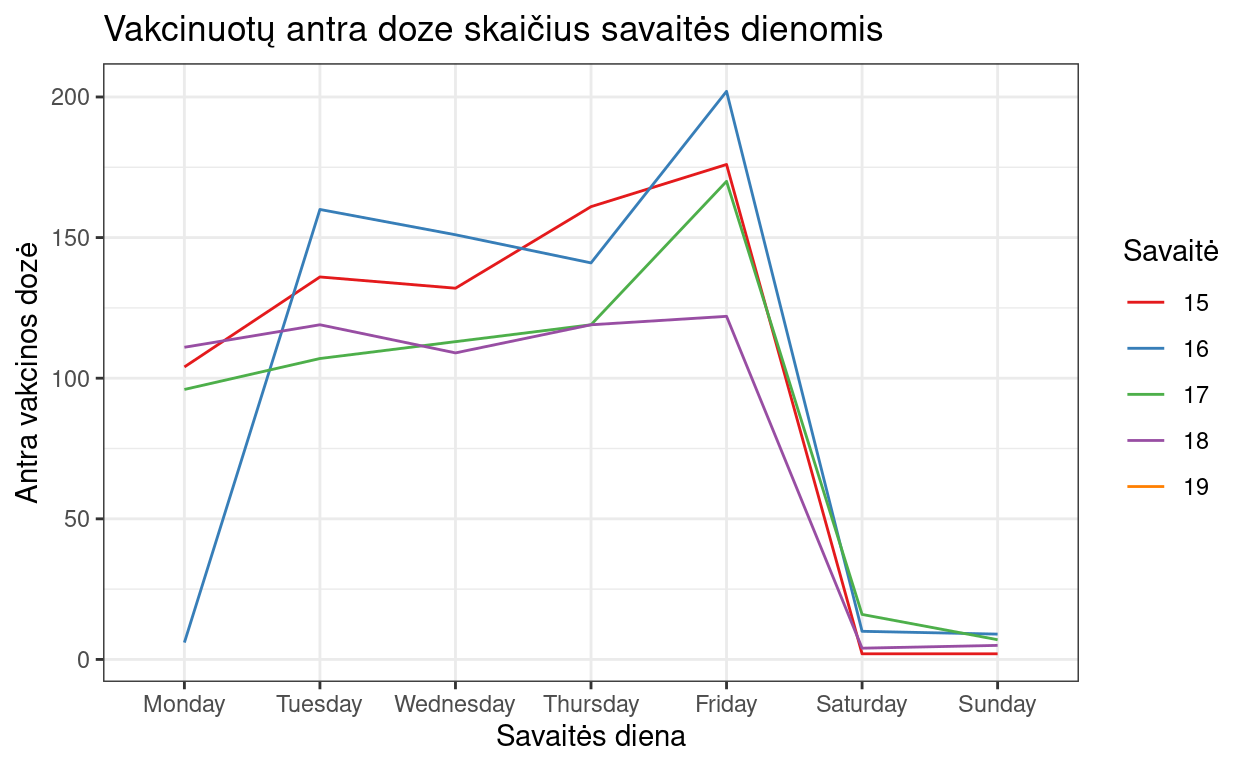 Vakcinuotų antra doze skaičius savaitės dienomis
Antra vakcinos dozė
200
150
100
50
0
Monday Tuesday Wednesday Thursday Friday Saturday Sunday
Savaitės diena
Savaitė
15
16
17
18
19